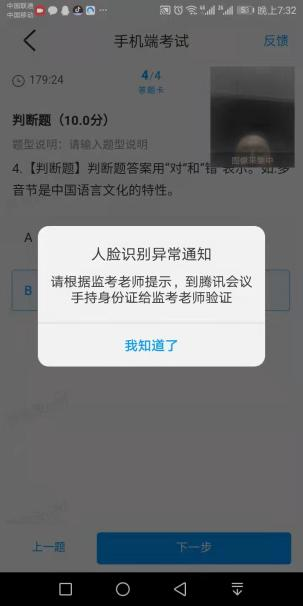 中国联通
中国移动
晚上7:32
手机端考试
反馈
179:24
4/4
答题卡
图像采集中
判断题（10.0分）
题型说明：请输入题型说明
4.【判断题】判断题答案用"对"和"错"表示。如:多
音节是中国语言文化的特性。
A
B
人脸识别异常通知
请根据监考老师提示，到腾讯会议
手持身份证给监考老师验证
我知道了
上一题
下一步